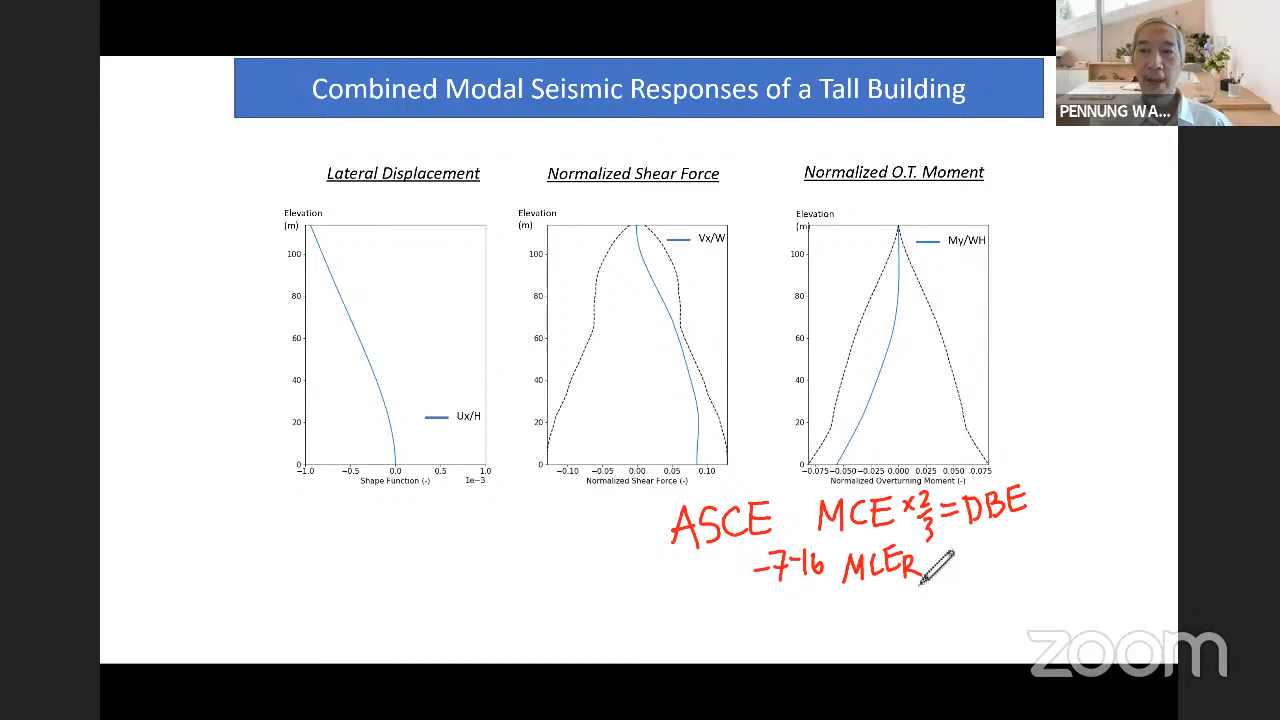 Combined Modal Seismic Responses of a Tall Building
PENNUNG WA...
Lateral Displacement
Normalized Shear Force
Normalized O.T. Moment
Elevation
(m)
100
80
60
40
20
0
Ux/H
−1.0 −0.5 0.0 0.5 1.0
1e−3
Shape Function (-)
Elevation
(m)
100
80
60
40
20
0
Vx/W
−0.10 −0.05 0.00 0.05 0.10
Normalized Shear Force (-)
Elevation
(m)
100
80
60
40
20
0
My/WH
−0.075 −0.050 −0.025 0.000 0.025 0.050 0.075
Normalized Overturning Moment (-)
ASCE MCE × 2/3 = DBE
-7-16 MCER
zoom